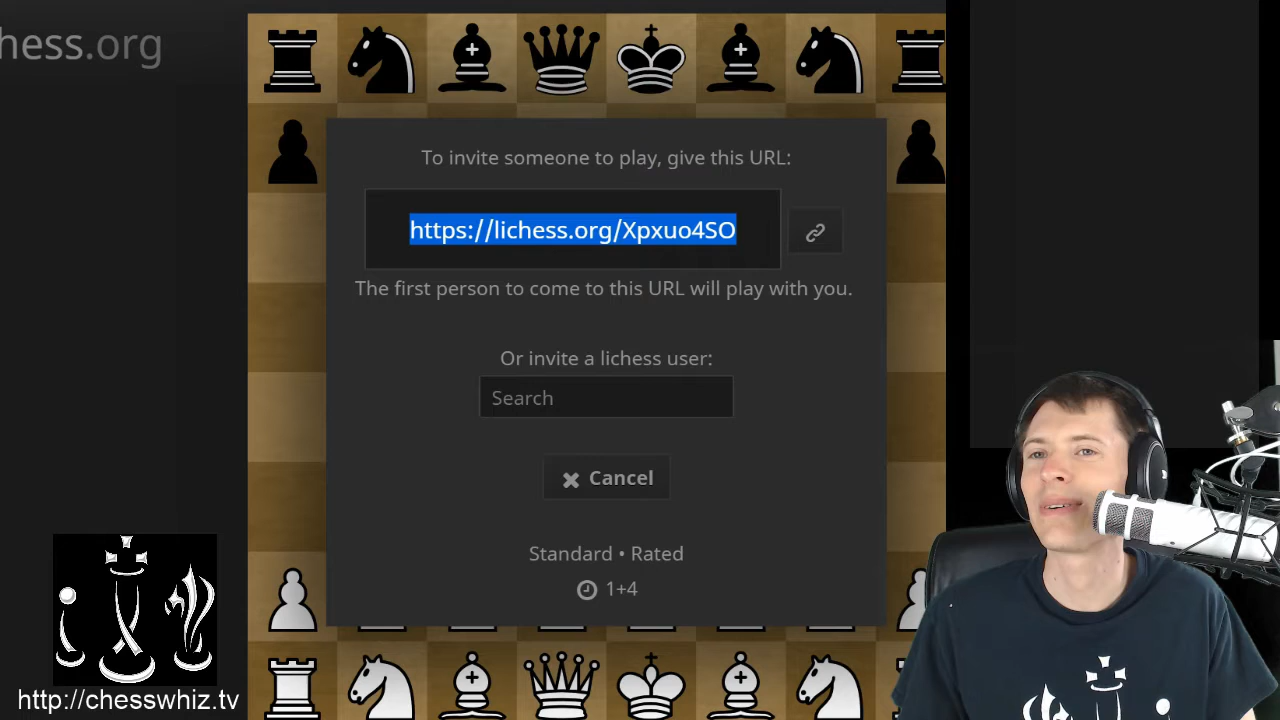 hess.org
To invite someone to play, give this URL:
https://lichess.org/Xpxuo4SO
The first person to come to this URL will play with you.
Or invite a lichess user:
Search
Cancel
Standard • Rated
1+4
http://chesswhiz.tv